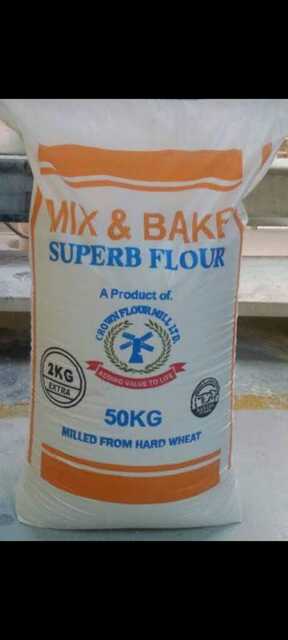 MIX & BAKE
SUPERB FLOUR
A Product of.
CROWN FLOUR MILL LTD.
ADDING VALUE TO LIFE
2KG
EXTRA
50KG
MILLED FROM HARD WHEAT